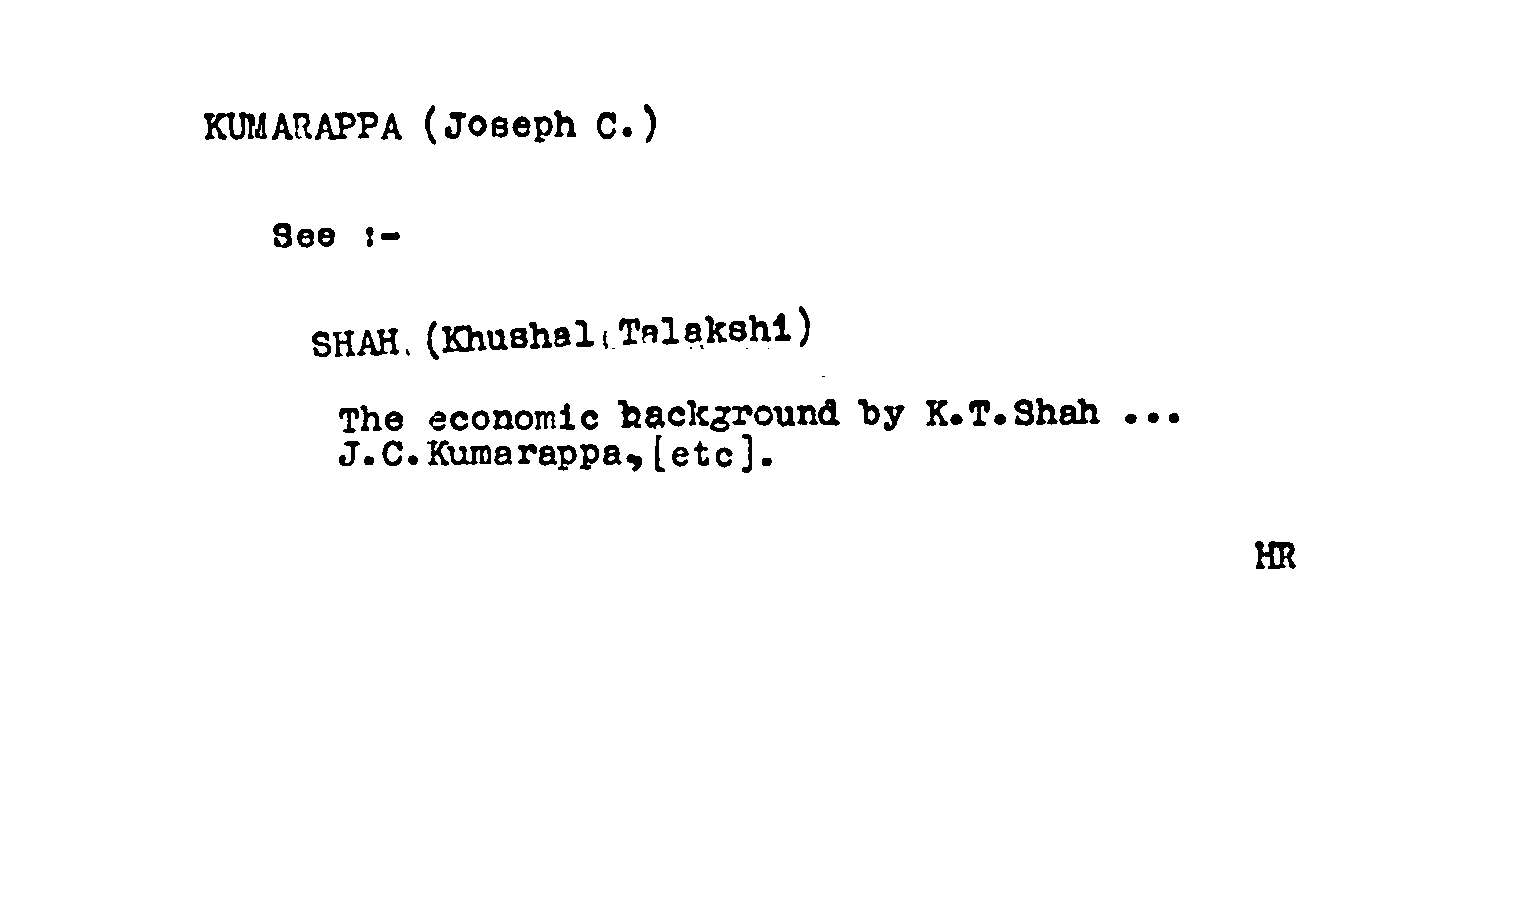 KUMARAPPA (Joseph C.)
See :-
SHAH. (Khushal Talakshi)
The economic background by K.T.Shah ...
J.C.Kumarappa,[etc].
HR